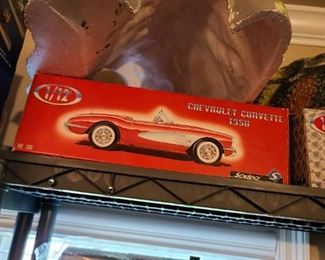 1/12
CHEVROLET CORVETTE
1958
Solido S